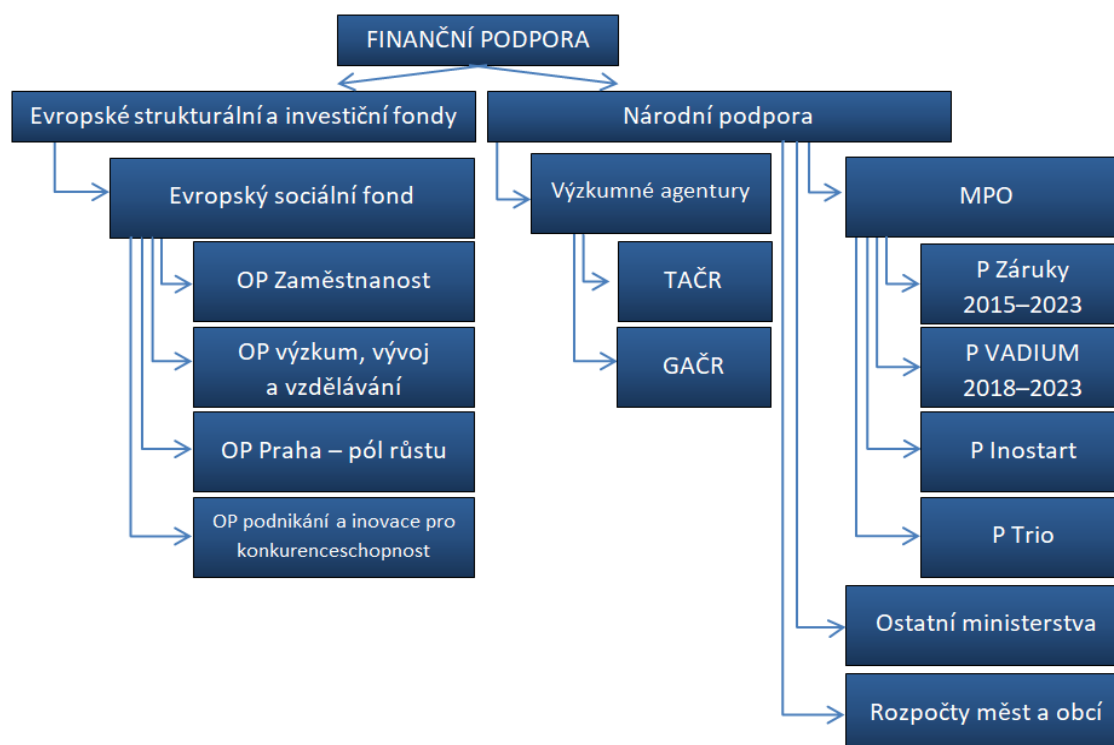 FINANČNÍ PODPORA
Evropské strukturální a investiční fondy
Národní podpora
Evropský sociální fond
OP Zaměstnanost
OP výzkum, vývoj
a vzdělávání
OP Praha – pól růstu
OP podnikání a inovace pro
konkurenceschopnost
Výzkumné agentury
TAČR
GAČR
MPO
P Záruky
2015–2023
P VADIUM
2018–2023
P Inostart
P Trio
Ostatní ministerstva
Rozpočty měst a obcí